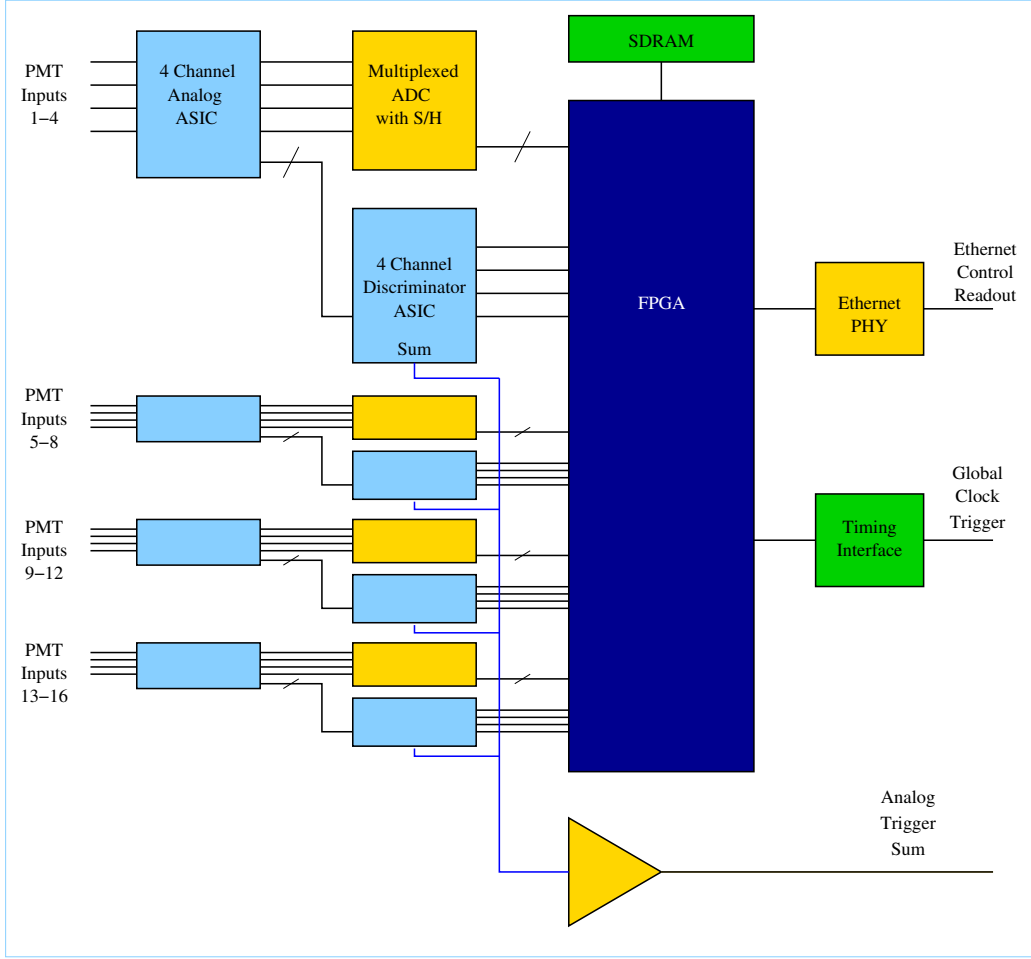 PMT
Inputs
1−4
4 Channel
Analog
ASIC
Multiplexed
ADC
with S/H
SDRAM
4 Channel
Discriminator
ASIC
Sum
FPGA
Ethernet
PHY
Ethernet
Control
Readout
PMT
Inputs
5−8
PMT
Inputs
9−12
PMT
Inputs
13−16
Timing
Interface
Global
Clock
Trigger
Analog
Trigger
Sum